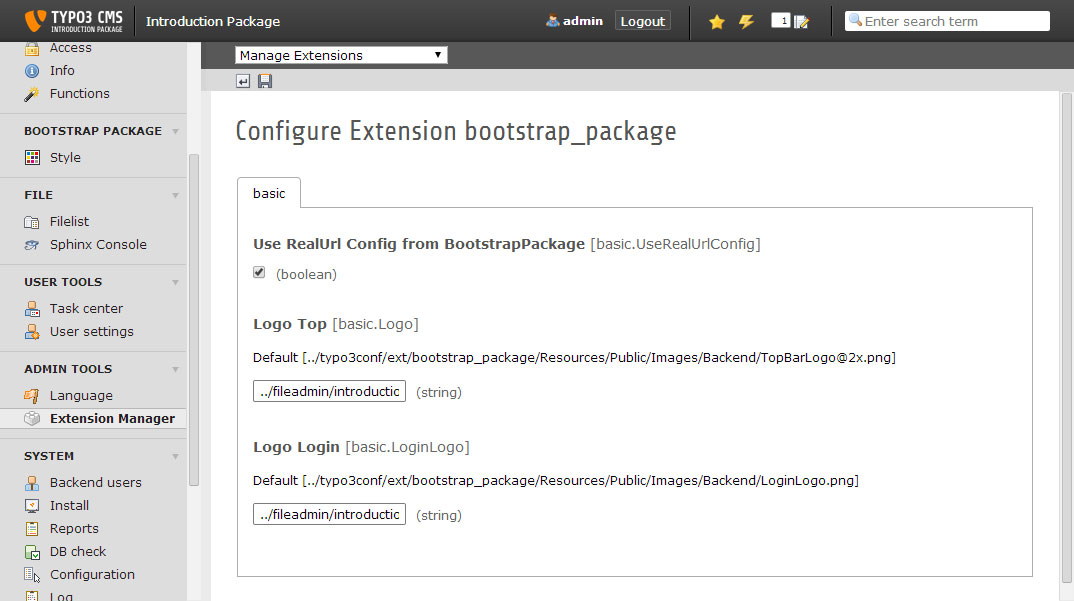 TYPO3 CMS
INTRODUCTION PACKAGE
Introduction Package
admin
Logout
1
Enter search term
Access
Info
Functions
BOOTSTRAP PACKAGE
Style
FILE
Filelist
Sphinx Console
USER TOOLS
Task center
User settings
ADMIN TOOLS
Language
Extension Manager
SYSTEM
Backend users
Install
Reports
DB check
Configuration
Log
Manage Extensions
Configure Extension bootstrap_package
basic
Use RealUrl Config from BootstrapPackage [basic.UseRealUrlConfig]
(boolean)
Logo Top [basic.Logo]
Default [../typo3conf/ext/bootstrap_package/Resources/Public/Images/Backend/TopBarLogo@2x.png]
../fileadmin/introductic (string)
Logo Login [basic.LoginLogo]
Default [../typo3conf/ext/bootstrap_package/Resources/Public/Images/Backend/LoginLogo.png]
../fileadmin/introductic (string)